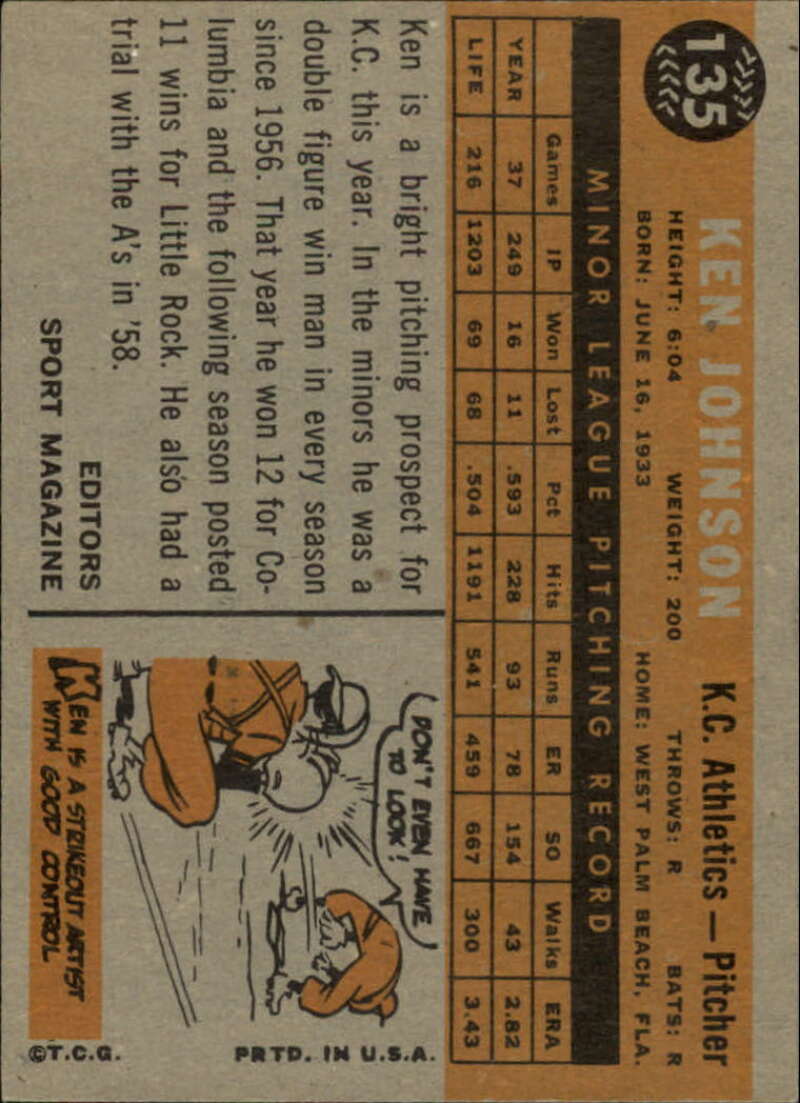 135
KEN JOHNSON K.C. Athletics — Pitcher
HEIGHT: 6:04 WEIGHT: 200 THROWS: R BATS: R
BORN: JUNE 16, 1933 HOME: WEST PALM BEACH, FLA.
MINOR LEAGUE PITCHING RECORD
Games IP Won Lost Pct Hits Runs ER SO Walks ERA
YEAR 37 249 16 11 .593 228 93 78 154 43 2.82
LIFE 216 1203 69 68 .504 1191 541 459 667 300 3.43
Ken is a bright pitching prospect for
K.C. this year. In the minors he was a
double figure win man in every season
since 1956. That year he won 12 for Co-
lumbia and the following season posted
11 wins for Little Rock. He also had a
trial with the A's in '58.
EDITORS
SPORT MAGAZINE
DON'T EVEN HAVE
TO LOOK!
KEN IS A STRIKEOUT ARTIST
WITH GOOD CONTROL
©T.C.G. PRTD. IN U.S.A.